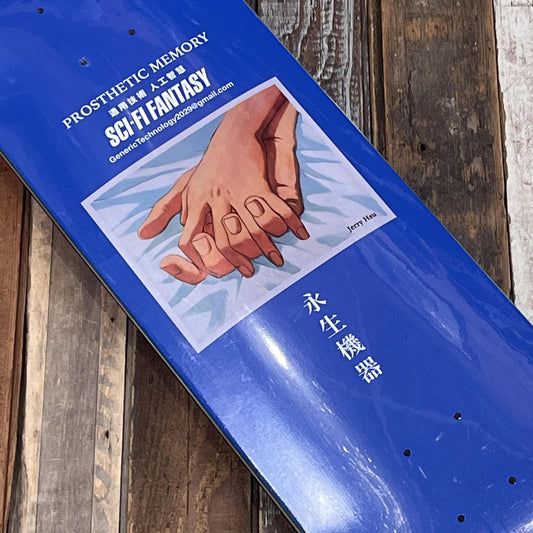 PROSTHETIC MEMORY
通用技術 人工智慧
SCI-FI FANTASY
GenericTechnology2029@gmail.com
Jerry Hsu
永生機器